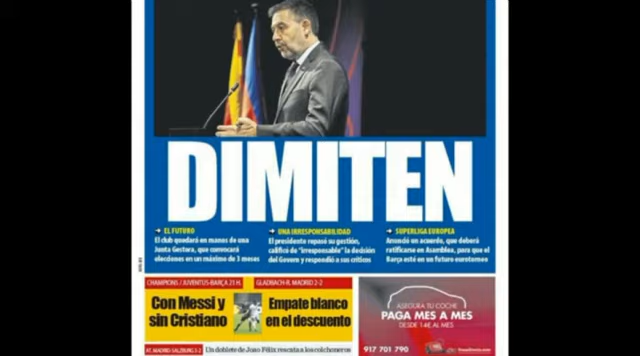 DIMITEN
EL FUTURO
El club quedará en manos de una
Junta Gestora, que convocará
elecciones en un máximo de 3 meses
UNA IRRESPONSABILIDAD
El presidente repasó su gestión,
calificó de "irresponsable" la decisión
del Govern y respondió a sus críticos
SUPERLIGA EUROPEA
Anunció un acuerdo, que deberá
ratificarse en Asamblea, para que el
Barça esté en un futuro eurotorneo
CHAMPIONS / JUVENTUS-BARÇA 21 H.
Con Messi y
sin Cristiano
GLADBACH-R. MADRID 2-2
Empate blanco
en el descuento
ASEGURA TU COCHE
PAGA MES A MES
DESDE 14€ AL MES
917 701 790
AT. MADRID-SALZBURG 3-2
Un doblete de Joao Félix rescata a los colchoneros